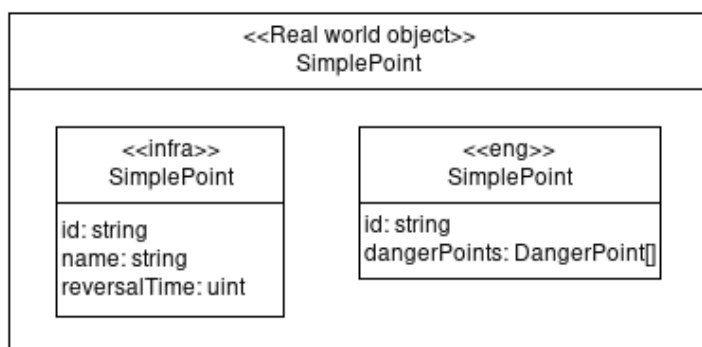 <<Real world object>>
SimplePoint
<<infra>>
SimplePoint
id: string
name: string
reversalTime: uint
<<eng>>
SimplePoint
id: string
dangerPoints: DangerPoint[]